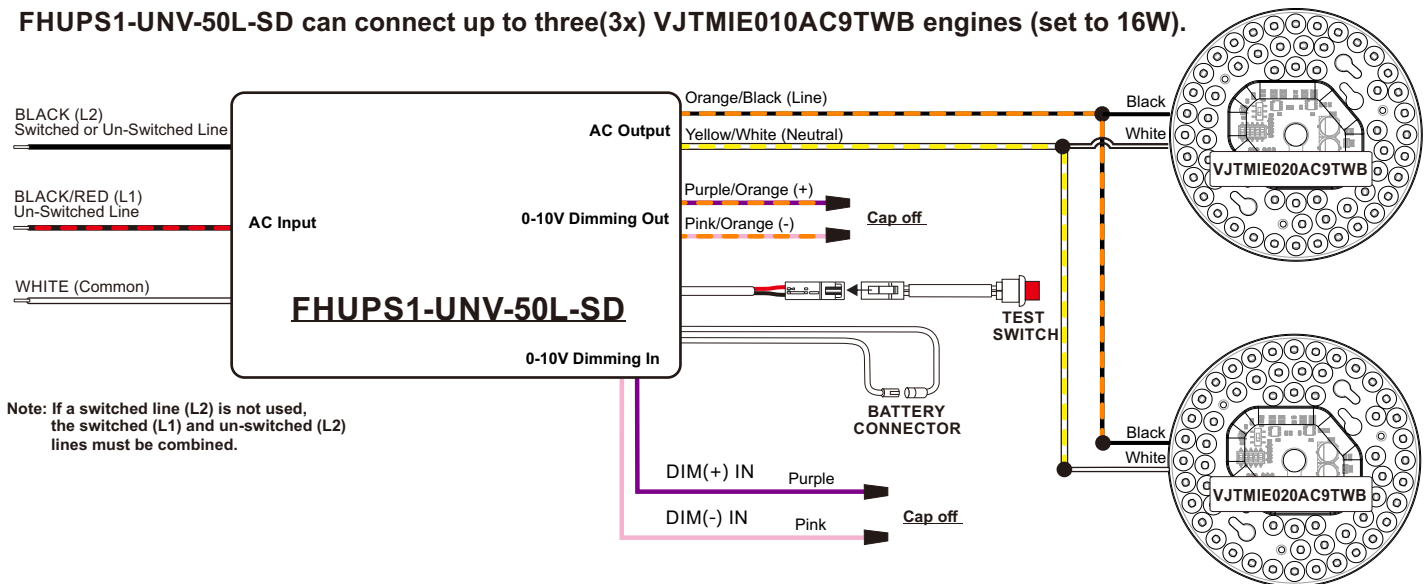 FHUPS1-UNV-50L-SD can connect up to three(3x) VJTMIE010AC9TWB engines (set to 16W).
BLACK (L2)
Switched or Un-Switched Line
BLACK/RED (L1)
Un-Switched Line
WHITE (Common)
AC Input
AC Output
0-10V Dimming Out
FHUPS1-UNV-50L-SD
0-10V Dimming In
Orange/Black (Line)
Yellow/White (Neutral)
Purple/Orange (+)
Pink/Orange (-)
Cap off
TEST
SWITCH
BATTERY
CONNECTOR
Black
White
VJTMIE020AC9TWB
Black
White
VJTMIE020AC9TWB
Note: If a switched line (L2) is not used,
the switched (L1) and un-switched (L2)
lines must be combined.
DIM(+) IN
Purple
DIM(-) IN
Pink
Cap off